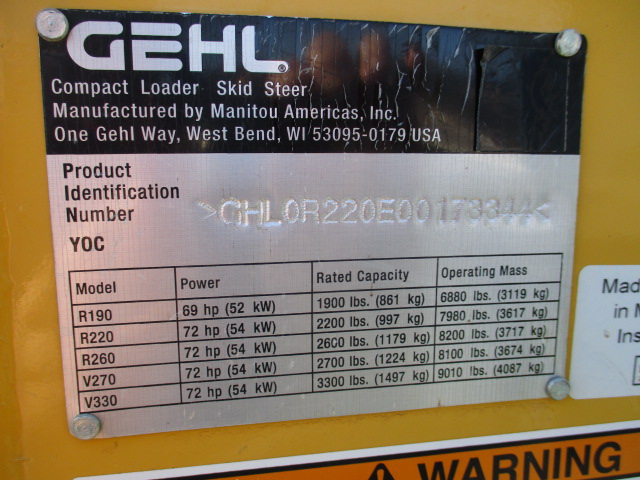 GEHL®
Compact Loader Skid Steer
Manufactured by Manitou Americas, Inc.
One Gehl Way, West Bend, WI 53095-0179 USA
Product
Identification
Number >GHL0R220E00173344<
YOC
Model Power Rated Capacity Operating Mass
R190 69 hp (52 kW) 1900 lbs. (861 kg) 6880 lbs. (3119 kg)
R220 72 hp (54 kW) 2200 lbs. (997 kg) 7980 lbs. (3617 kg)
R260 72 hp (54 kW) 2600 lbs. (1179 kg) 8200 lbs. (3717 kg)
V270 72 hp (54 kW) 2700 lbs. (1224 kg) 8100 lbs. (3674 kg)
V330 72 hp (54 kW) 3300 lbs. (1497 kg) 9010 lbs. (4087 kg)
Mad
in M
Ins
WARNING